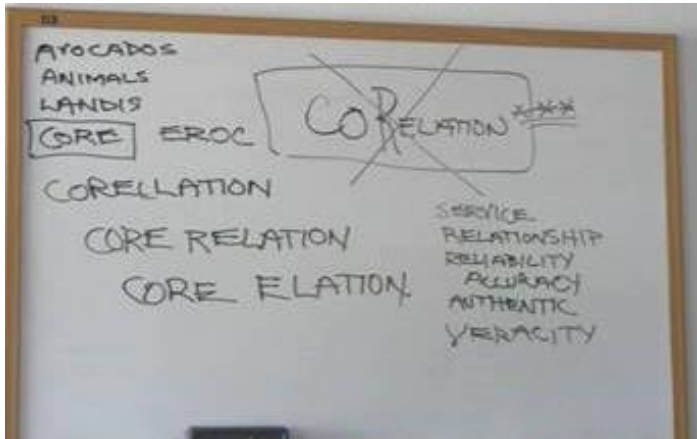 AVOCADOS
ANIMALS
LANDIS
CORE EROC
CORELATION ****
CORELLATION
CORE RELATION
CORE ELATION
SERVICE
RELATIONSHIP
RELIABILITY
ACCURACY
AUTHENTIC
VERACITY